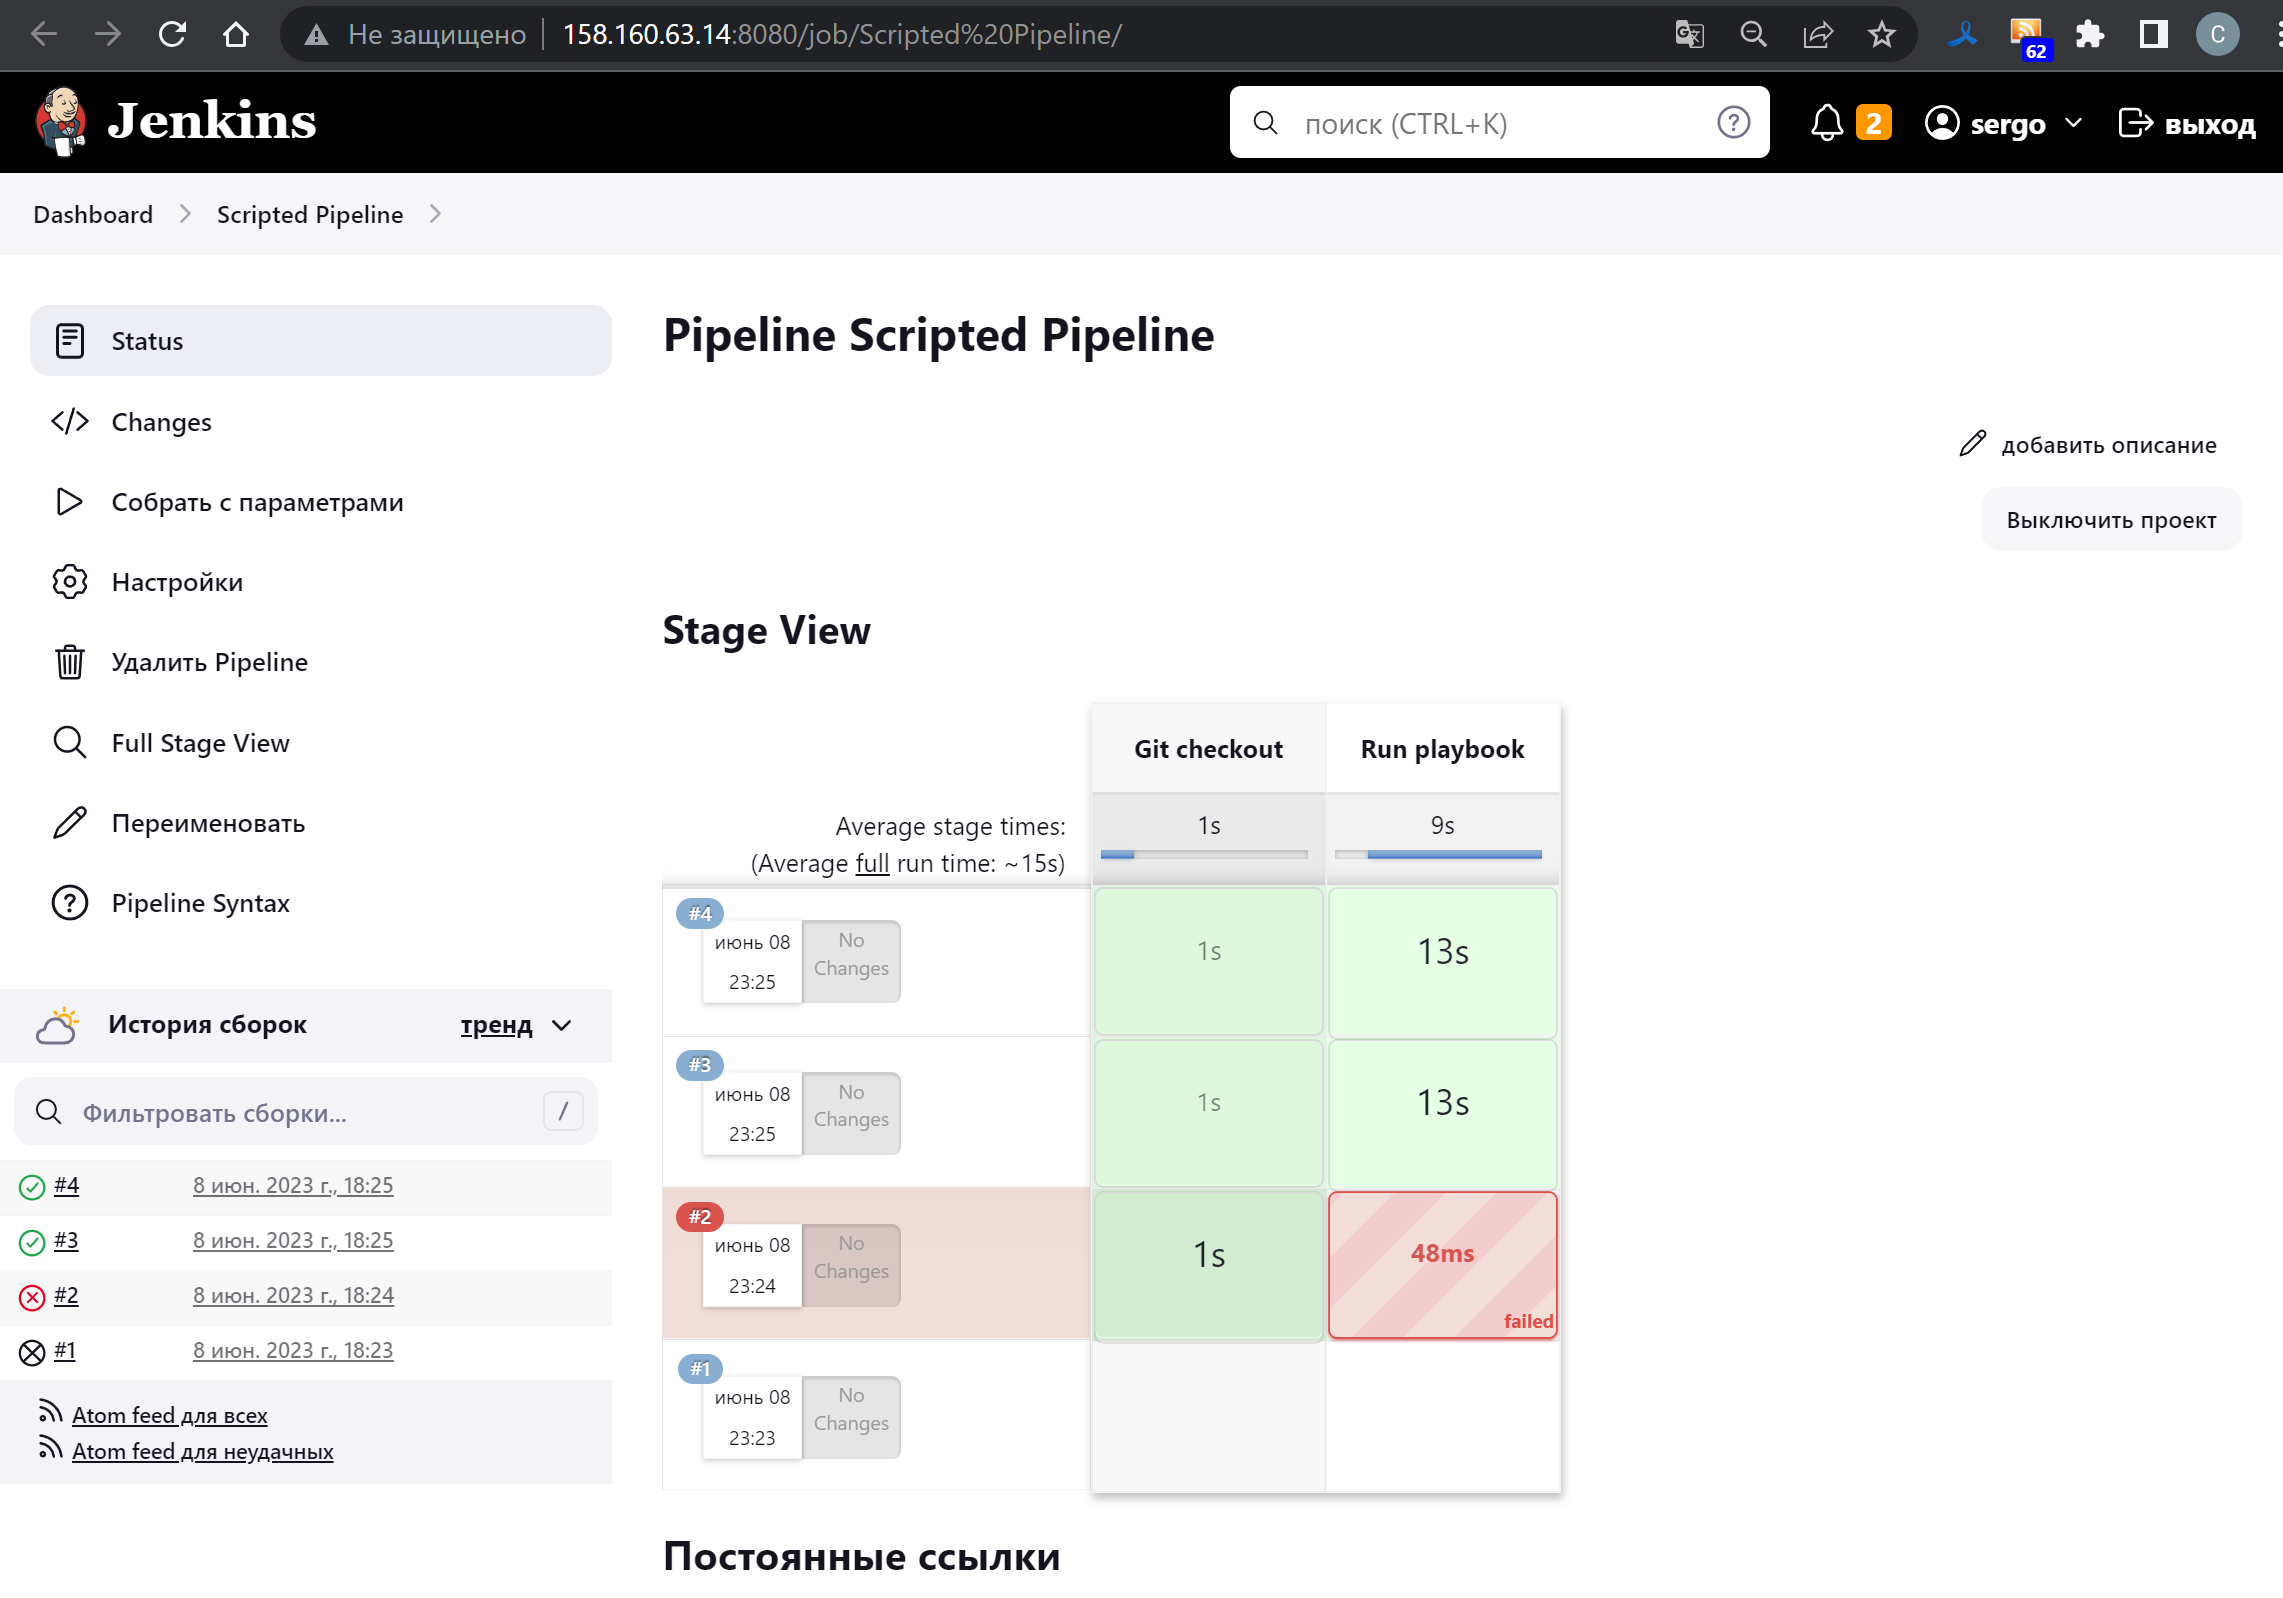 Не защищено 158.160.63.14:8080/job/Scripted%20Pipeline/
62
С
Jenkins
поиск (CTRL+K)
2
sergo
выход
Dashboard
Scripted Pipeline
Status
Changes
Собрать с параметрами
Настройки
Удалить Pipeline
Full Stage View
Переименовать
Pipeline Syntax
История сборок
тренд
Фильтровать сборки...
/
#4 8 июн. 2023 г., 18:25
#3 8 июн. 2023 г., 18:25
#2 8 июн. 2023 г., 18:24
#1 8 июн. 2023 г., 18:23
Atom feed для всех
Atom feed для неудачных
Pipeline Scripted Pipeline
добавить описание
Выключить проект
Stage View
Git checkout
Run playbook
Average stage times:
(Average full run time: ~15s)
1s
9s
#4
июнь 08
23:25
No
Changes
1s
13s
#3
июнь 08
23:25
No
Changes
1s
13s
#2
июнь 08
23:24
No
Changes
1s
48ms
failed
#1
июнь 08
23:23
No
Changes
Постоянные ссылки